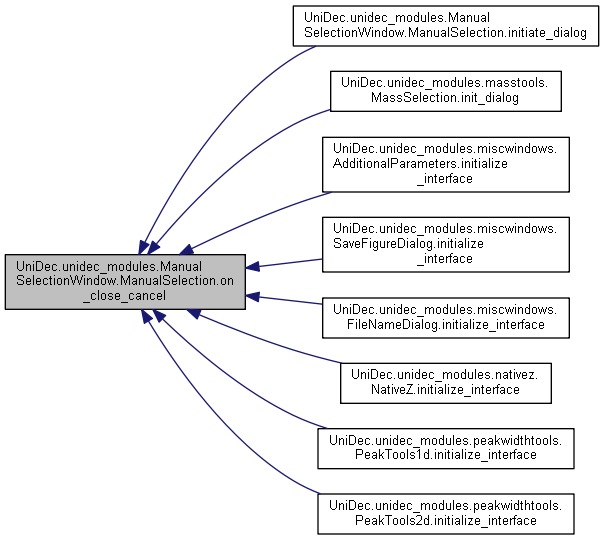 UniDec.unidec_modules.Manual
SelectionWindow.ManualSelection.initiate_dialog
UniDec.unidec_modules.masstools.
MassSelection.init_dialog
UniDec.unidec_modules.miscwindows.
AdditionalParameters.initialize
_interface
UniDec.unidec_modules.miscwindows.
SaveFigureDialog.initialize
_interface
UniDec.unidec_modules.Manual
SelectionWindow.ManualSelection.on
_close_cancel
UniDec.unidec_modules.miscwindows.
FileNameDialog.initialize_interface
UniDec.unidec_modules.nativez.
NativeZ.initialize_interface
UniDec.unidec_modules.peakwidthtools.
PeakTools1d.initialize_interface
UniDec.unidec_modules.peakwidthtools.
PeakTools2d.initialize_interface